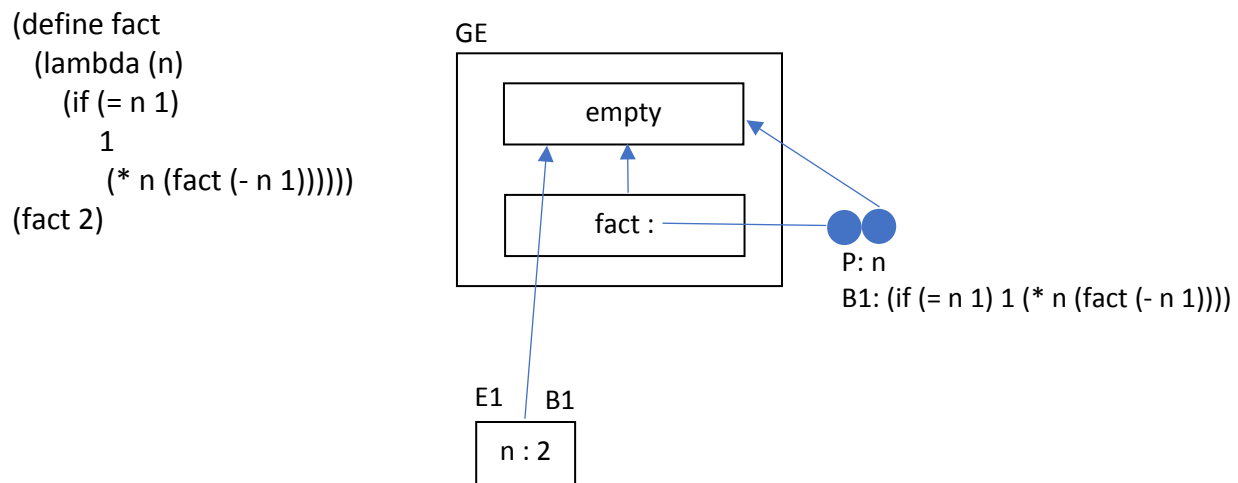 (define fact
(lambda (n)
(if (= n 1)
1
(* n (fact (- n 1))))))
(fact 2)
GE
empty
fact :
P: n
B1: (if (= n 1) 1 (* n (fact (- n 1))))
E1 B1
n : 2